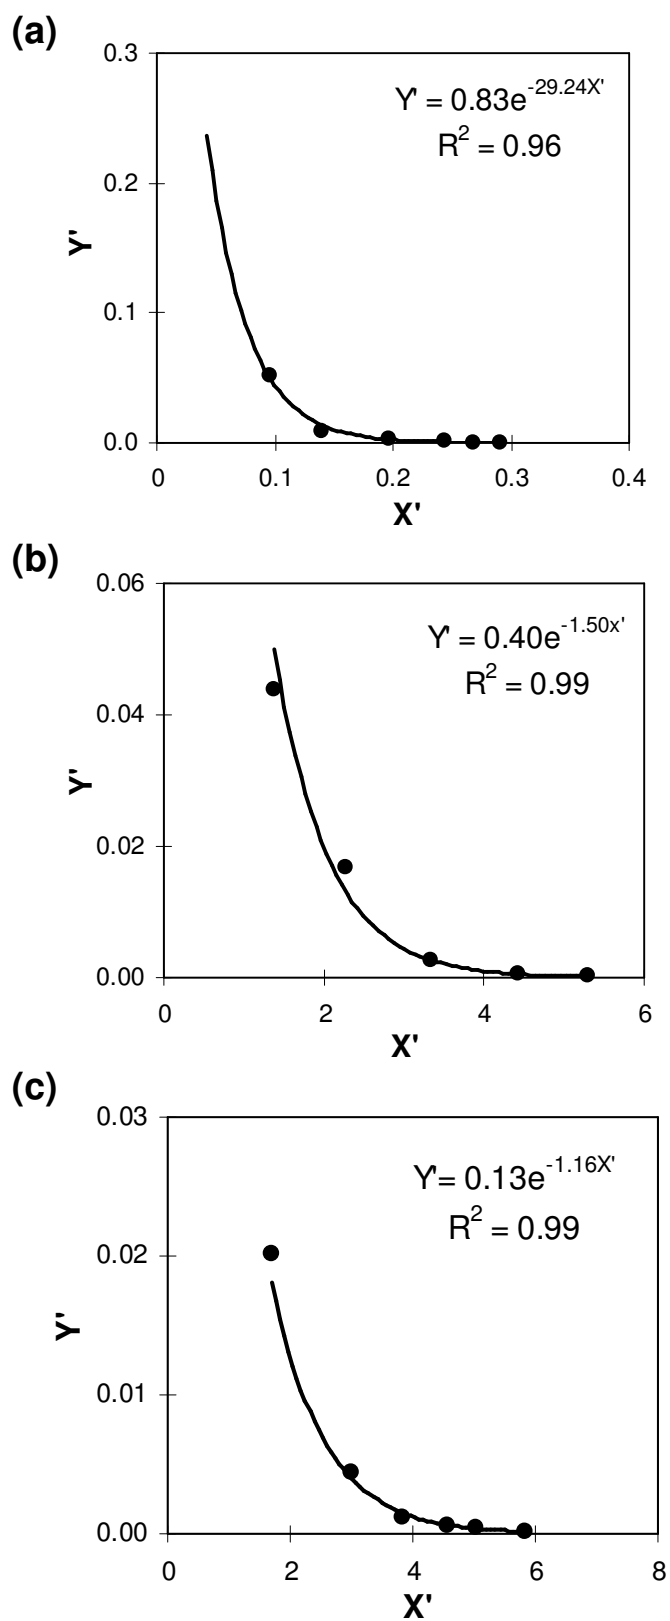 (a)
0.3
0.2
0.1
0.0
Y'
Y' = 0.83e^-29.24X'
R² = 0.96
0 0.1 0.2 0.3 0.4
X'
(b)
0.06
0.04
0.02
0.00
Y'
Y' = 0.40e^-1.50x'
R² = 0.99
0 2 4 6
X'
(c)
0.03
0.02
0.01
0.00
Y'
Y'= 0.13e^-1.16X'
R² = 0.99
0 2 4 6 8
X'